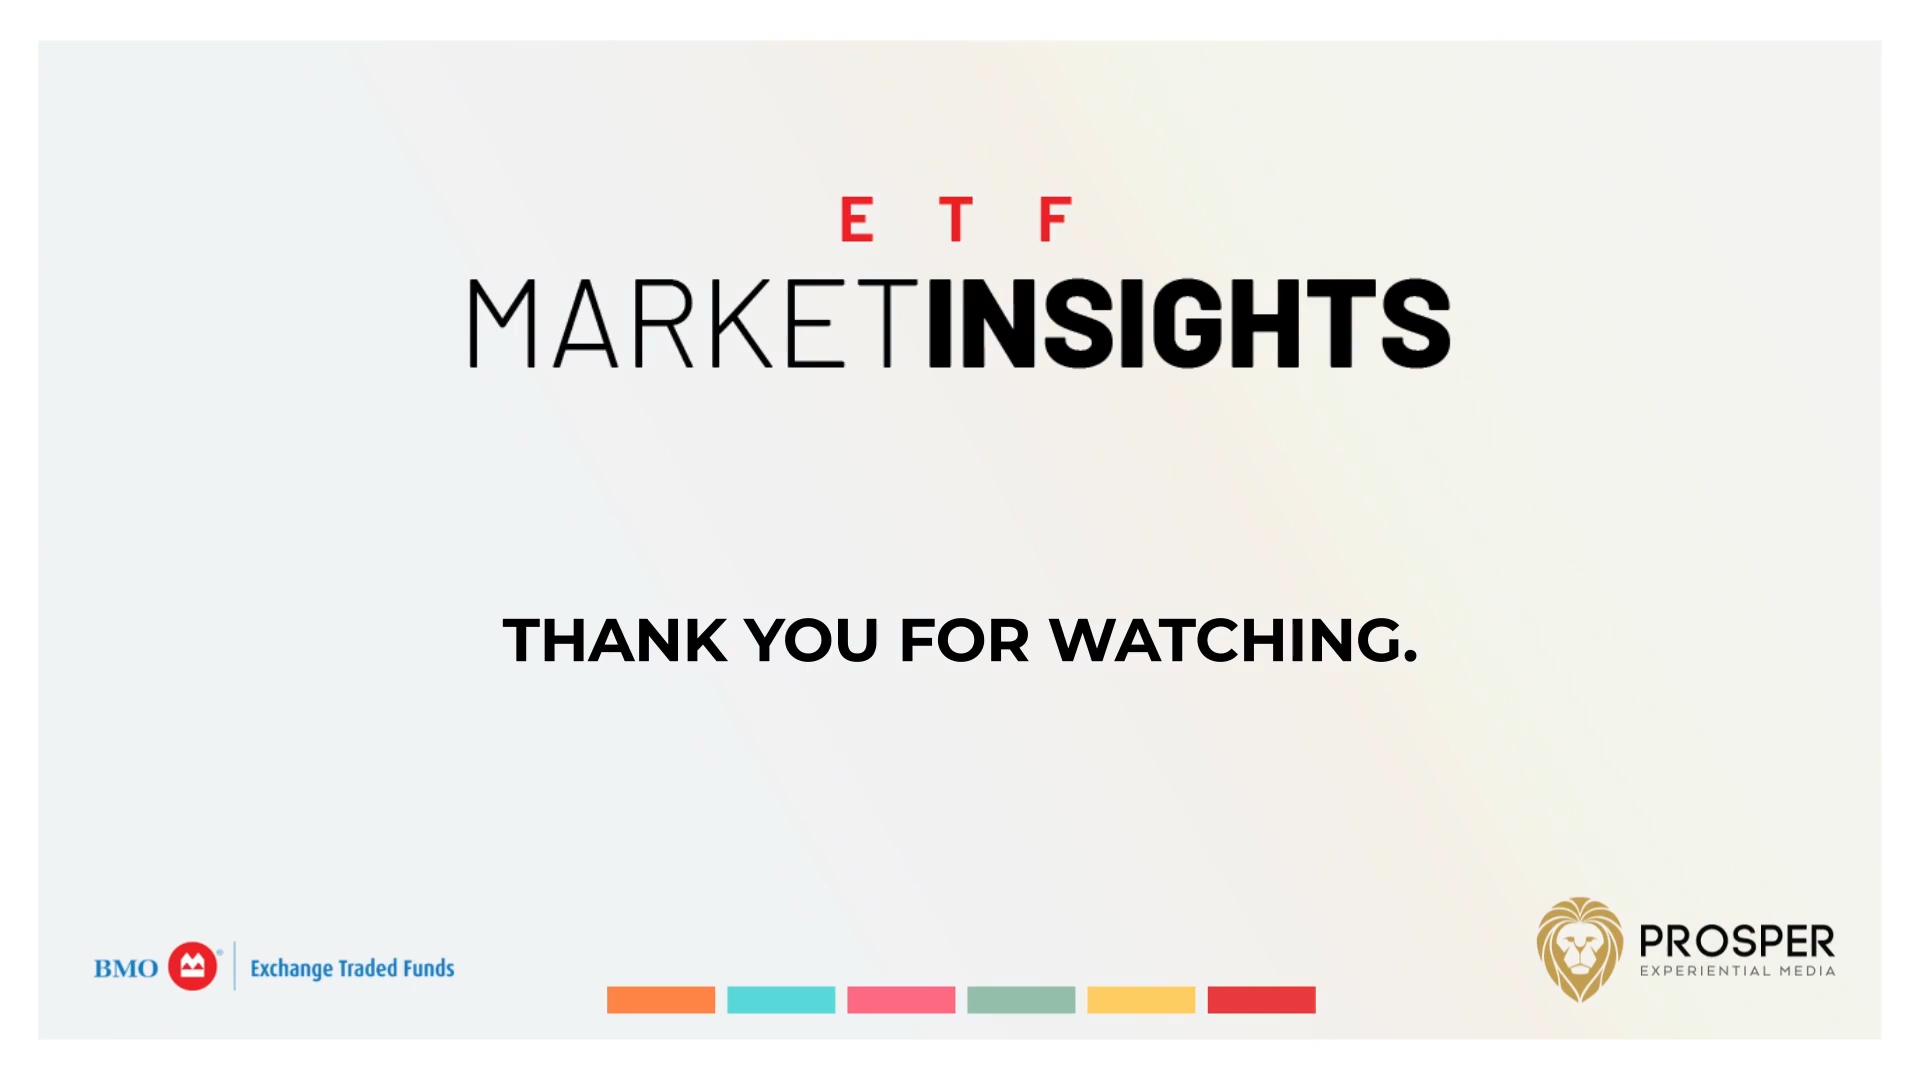 E T F
MARKETINSIGHTS
THANK YOU FOR WATCHING.
BMO ® Exchange Traded Funds
PROSPER
EXPERIENTIAL MEDIA